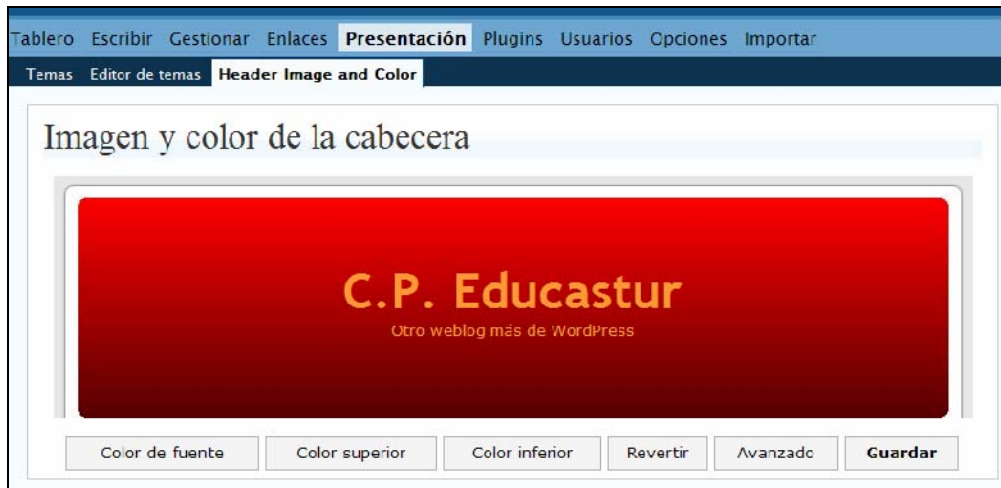 Tablero Escribir Gestionar Enlaces Presentación Plugins Usuarios Opciones Importar
Temas Editor de temas Header Image and Color
Imagen y color de la cabecera
C.P. Educastur
Otro weblog más de WordPress
Color de fuente Color superior Color inferior Revertir Avanzado Guardar